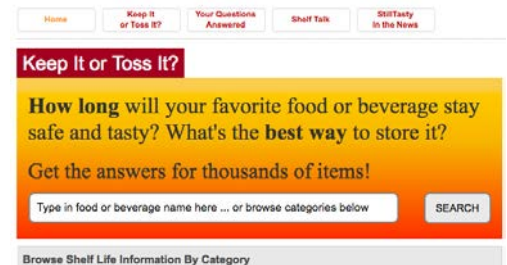 Home
Keep It or Toss It?
Your Questions Answered
Shelf Talk
StillTasty in the News
Keep It or Toss It?
How long will your favorite food or beverage stay
safe and tasty? What's the best way to store it?
Get the answers for thousands of items!
Type in food or beverage name here ... or browse categories below
SEARCH
Browse Shelf Life Information By Category